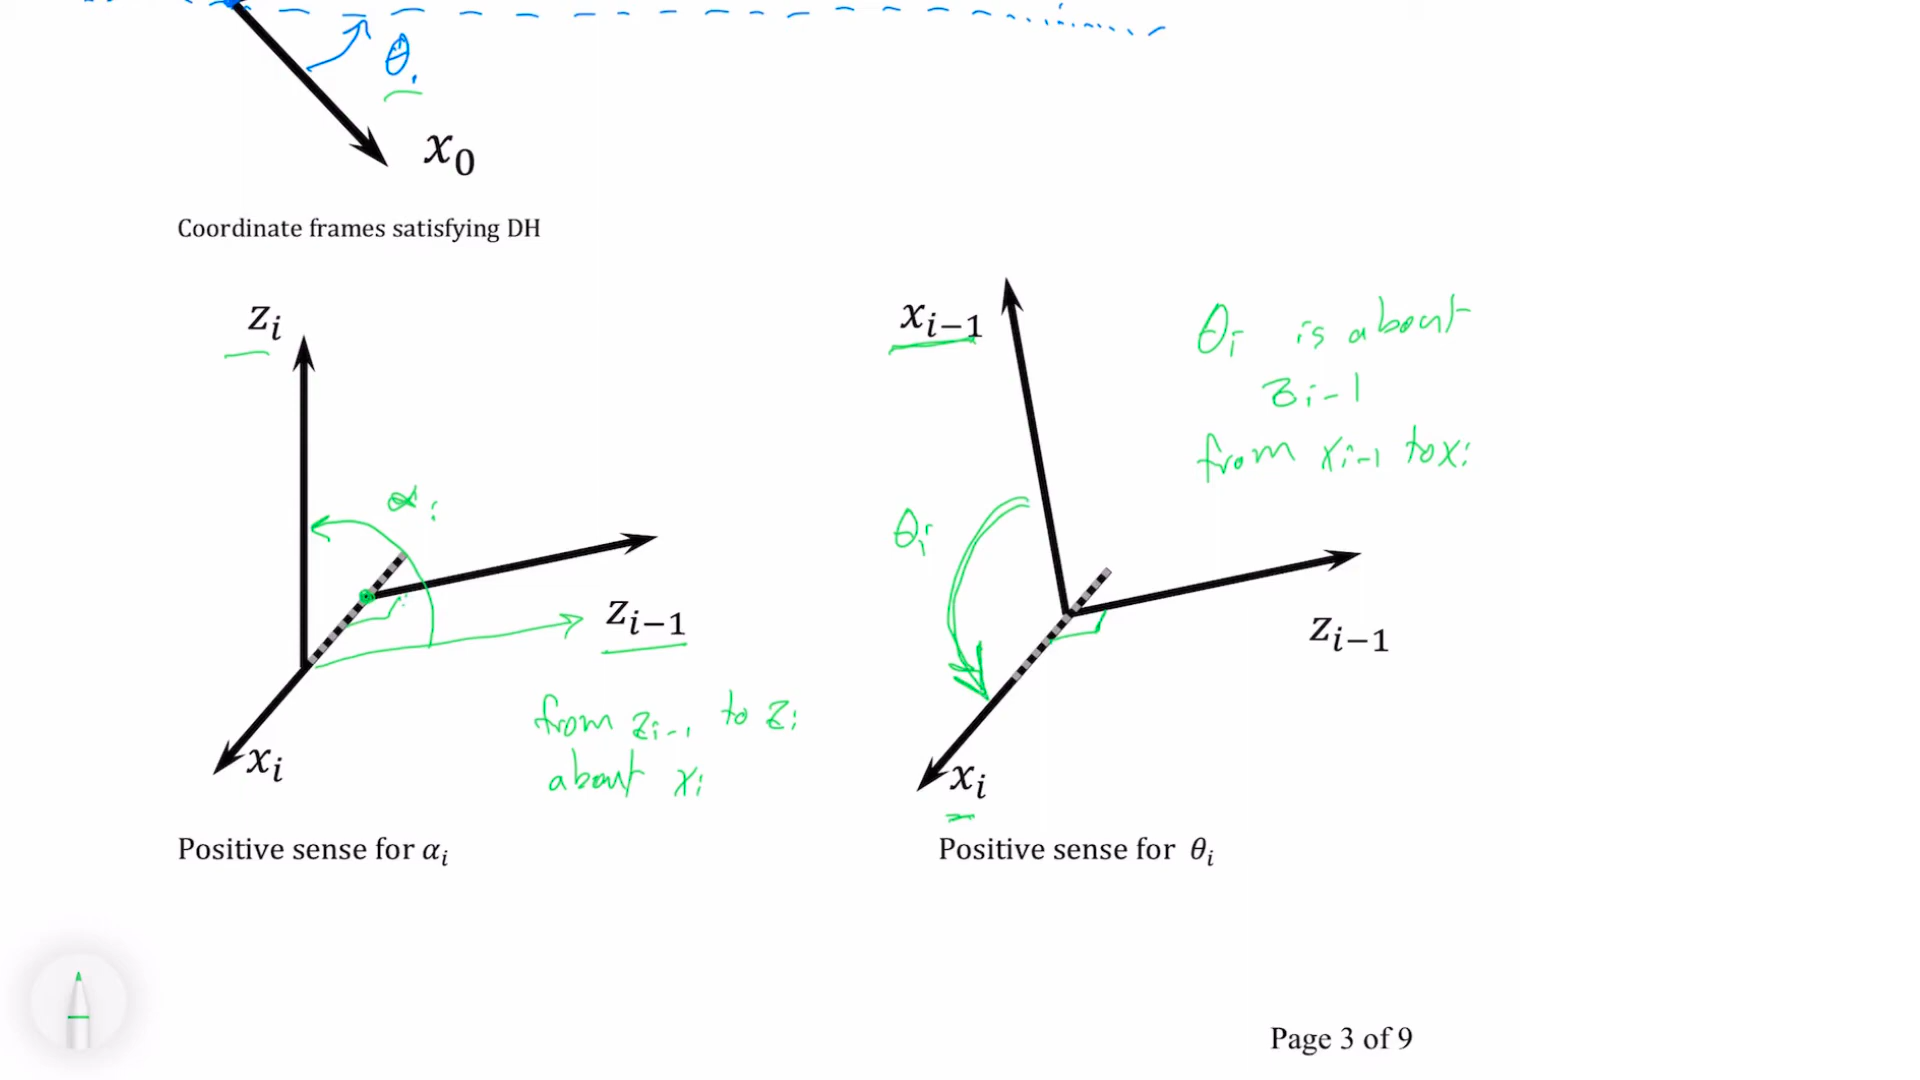 θ₁
x₀
Coordinate frames satisfying DH
zᵢ
αᵢ
zᵢ₋₁
from zᵢ₋₁ to zᵢ
about xᵢ
xᵢ
Positive sense for αᵢ
xᵢ₋₁
θᵢ is about
zᵢ₋₁
from xᵢ₋₁ to xᵢ
θᵢ
zᵢ₋₁
xᵢ
Positive sense for θᵢ
Page 3 of 9